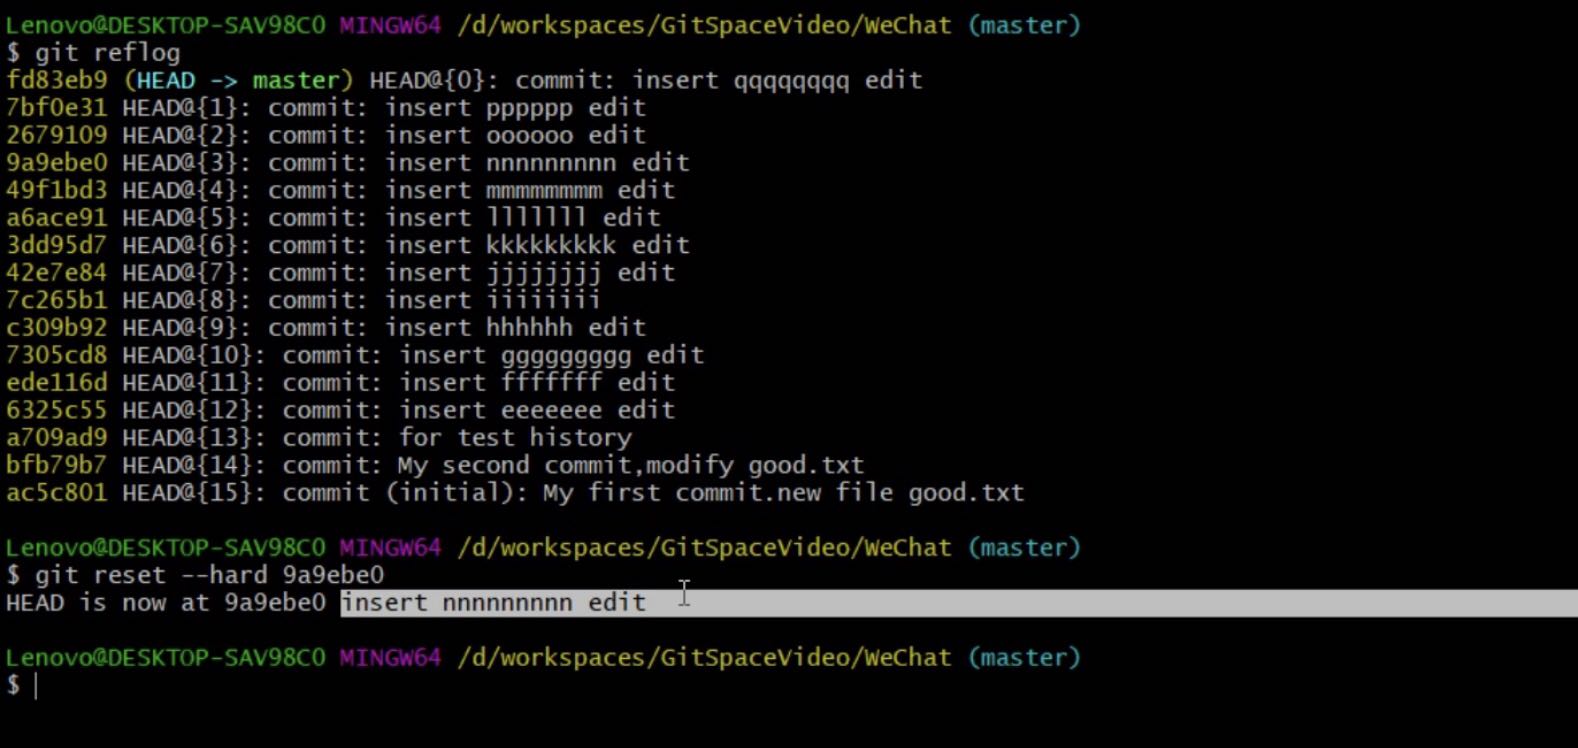 Lenovo@DESKTOP-SAV98C0 MINGW64 /d/workspaces/GitSpaceVideo/WeChat (master)
$ git reflog
fd83eb9 (HEAD -> master) HEAD@{0}: commit: insert qqqqqqqq edit
7bf0e31 HEAD@{1}: commit: insert pppppp edit
2679109 HEAD@{2}: commit: insert oooooo edit
9a9ebe0 HEAD@{3}: commit: insert nnnnnnnnn edit
49f1bd3 HEAD@{4}: commit: insert mmmmmmmm edit
a6ace91 HEAD@{5}: commit: insert lllllll edit
3dd95d7 HEAD@{6}: commit: insert kkkkkkkkk edit
42e7e84 HEAD@{7}: commit: insert jjjjjjjj edit
7c265b1 HEAD@{8}: commit: insert iiiiiiii
c309b92 HEAD@{9}: commit: insert hhhhhh edit
7305cd8 HEAD@{10}: commit: insert ggggggggg edit
ede116d HEAD@{11}: commit: insert fffffff edit
6325c55 HEAD@{12}: commit: insert eeeeeee edit
a709ad9 HEAD@{13}: commit: for test history
bfb79b7 HEAD@{14}: commit: My second commit,modify good.txt
ac5c801 HEAD@{15}: commit (initial): My first commit.new file good.txt
Lenovo@DESKTOP-SAV98C0 MINGW64 /d/workspaces/GitSpaceVideo/WeChat (master)
$ git reset --hard 9a9ebe0
HEAD is now at 9a9ebe0 insert nnnnnnnnn edit
Lenovo@DESKTOP-SAV98C0 MINGW64 /d/workspaces/GitSpaceVideo/WeChat (master)
$